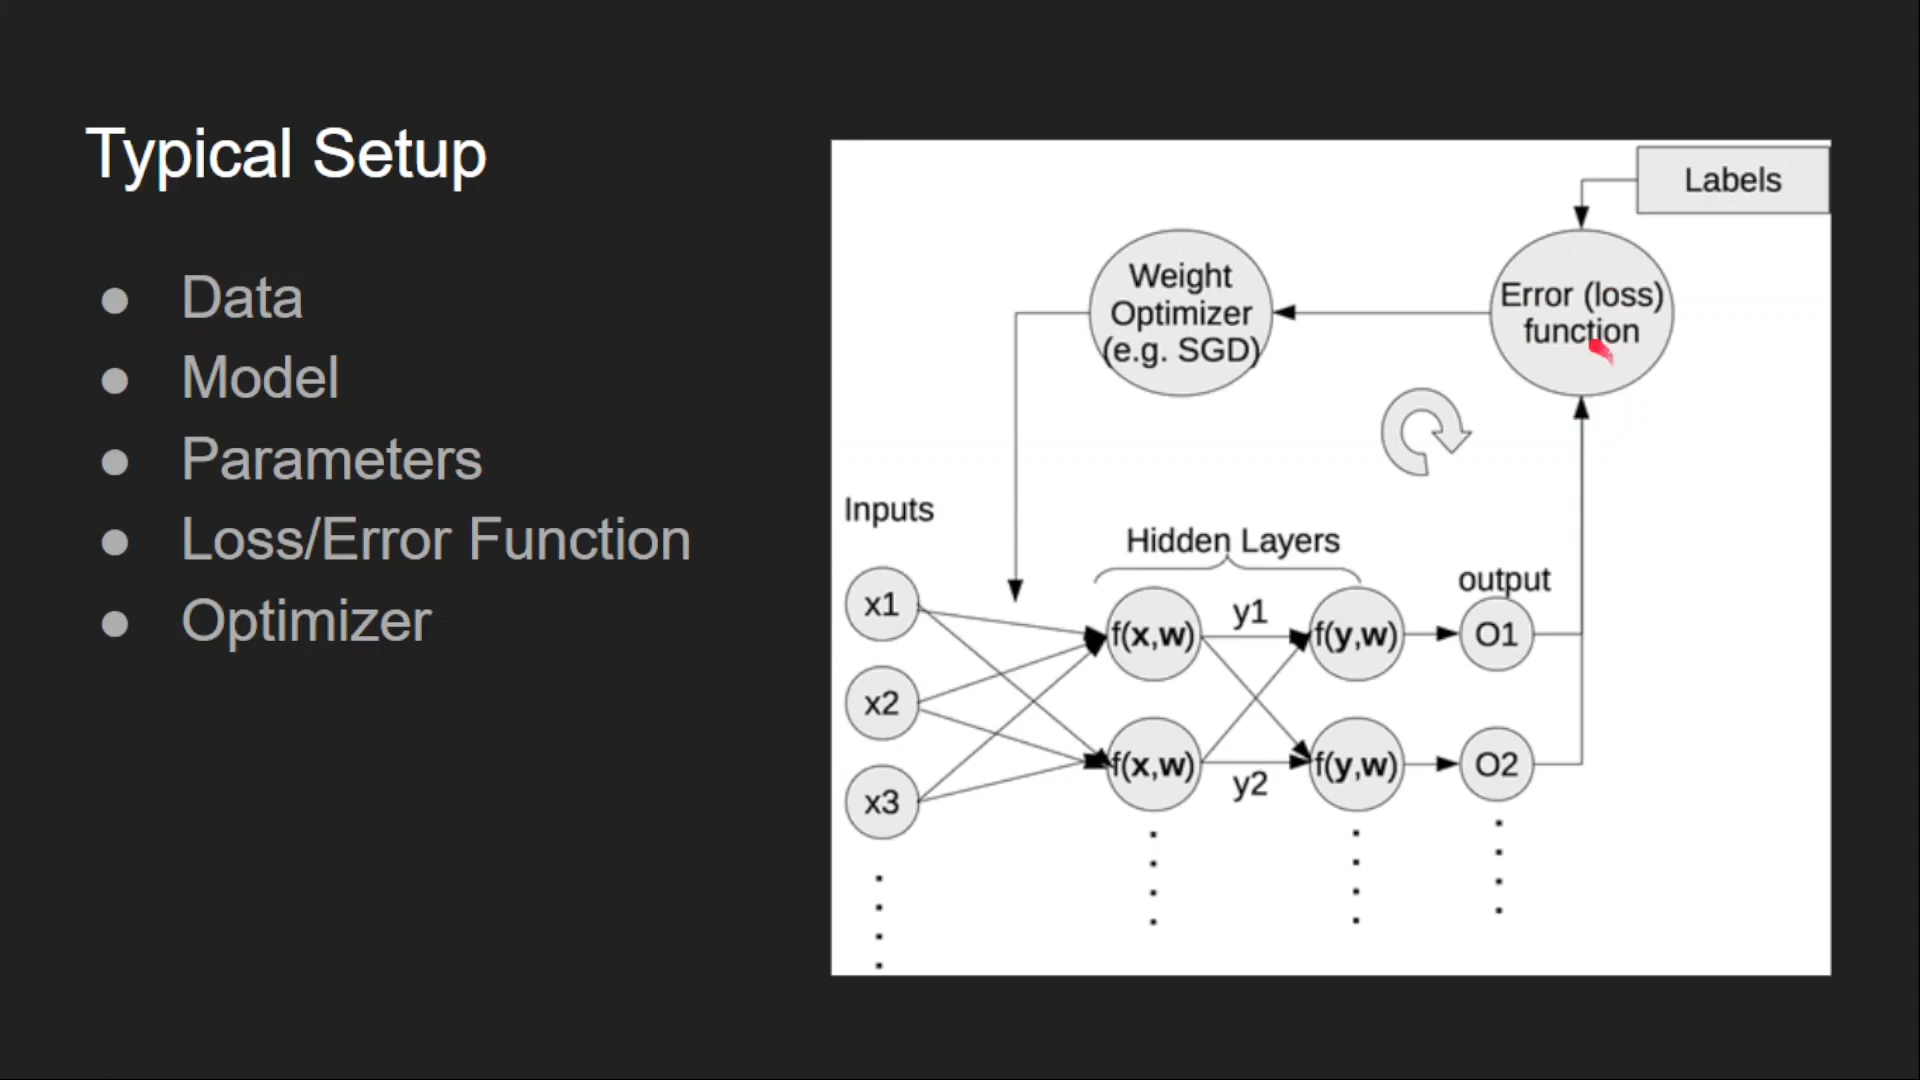 Typical Setup
● Data
● Model
● Parameters
● Loss/Error Function
● Optimizer
Labels
Weight
Optimizer
(e.g. SGD)
Error (loss)
function
Inputs
Hidden Layers
output
x1
x2
x3
f(x,w)
f(x,w)
y1
y2
f(y,w)
f(y,w)
O1
O2